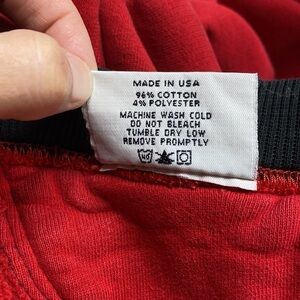 MADE IN USA
96% COTTON
4% POLYESTER
MACHINE WASH COLD
DO NOT BLEACH
TUMBLE DRY LOW
REMOVE PROMPTLY